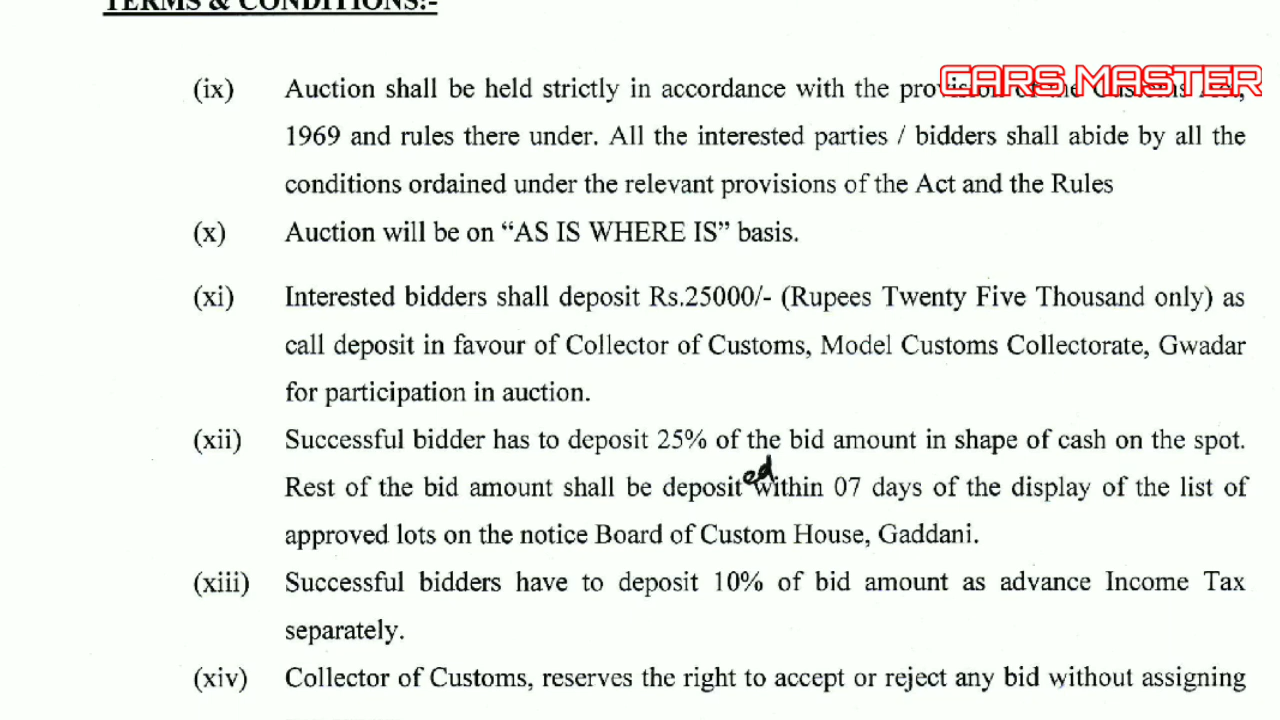 TERMS & CONDITIONS:-
CARS MASTER
(ix) Auction shall be held strictly in accordance with the provision of the Customs Act,
1969 and rules there under. All the interested parties / bidders shall abide by all the
conditions ordained under the relevant provisions of the Act and the Rules
(x) Auction will be on “AS IS WHERE IS” basis.
(xi) Interested bidders shall deposit Rs.25000/- (Rupees Twenty Five Thousand only) as
call deposit in favour of Collector of Customs, Model Customs Collectorate, Gwadar
for participation in auction.
(xii) Successful bidder has to deposit 25% of the bid amount in shape of cash on the spot.
Rest of the bid amount shall be deposited within 07 days of the display of the list of
approved lots on the notice Board of Custom House, Gaddani.
(xiii) Successful bidders have to deposit 10% of bid amount as advance Income Tax
separately.
(xiv) Collector of Customs, reserves the right to accept or reject any bid without assigning